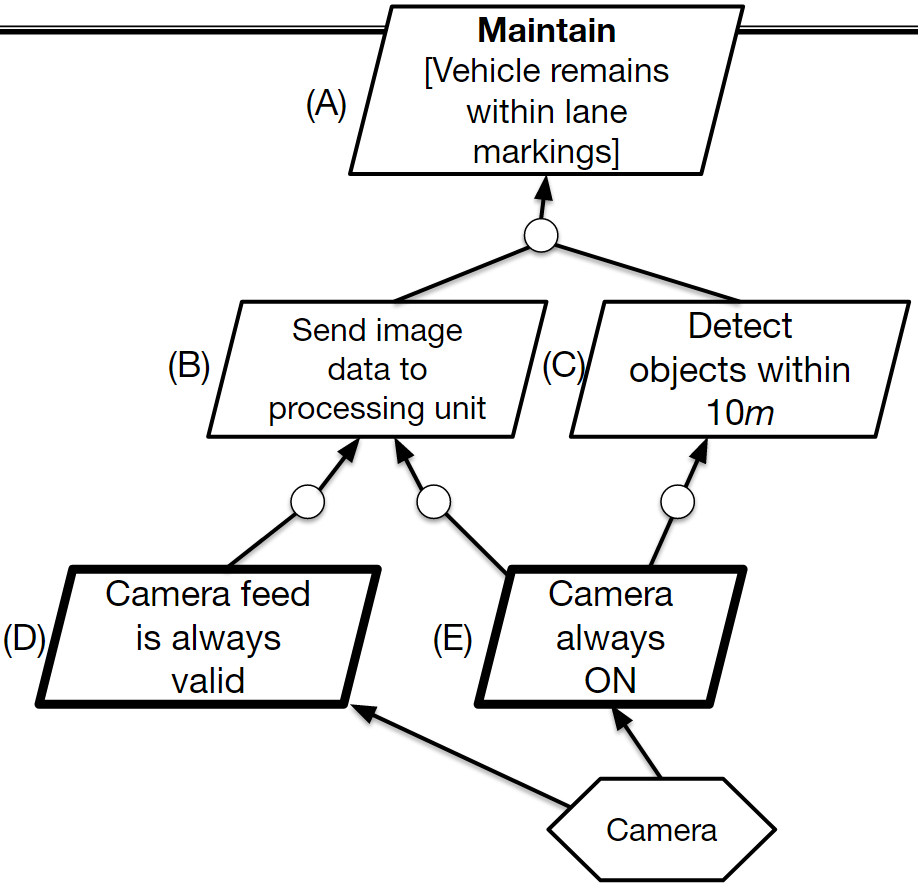 Maintain
[Vehicle remains
within lane
markings]
(A)
(B)
Send image
data to
processing unit
(C)
Detect
objects within
10m
(D)
Camera feed
is always
valid
(E)
Camera
always
ON
Camera